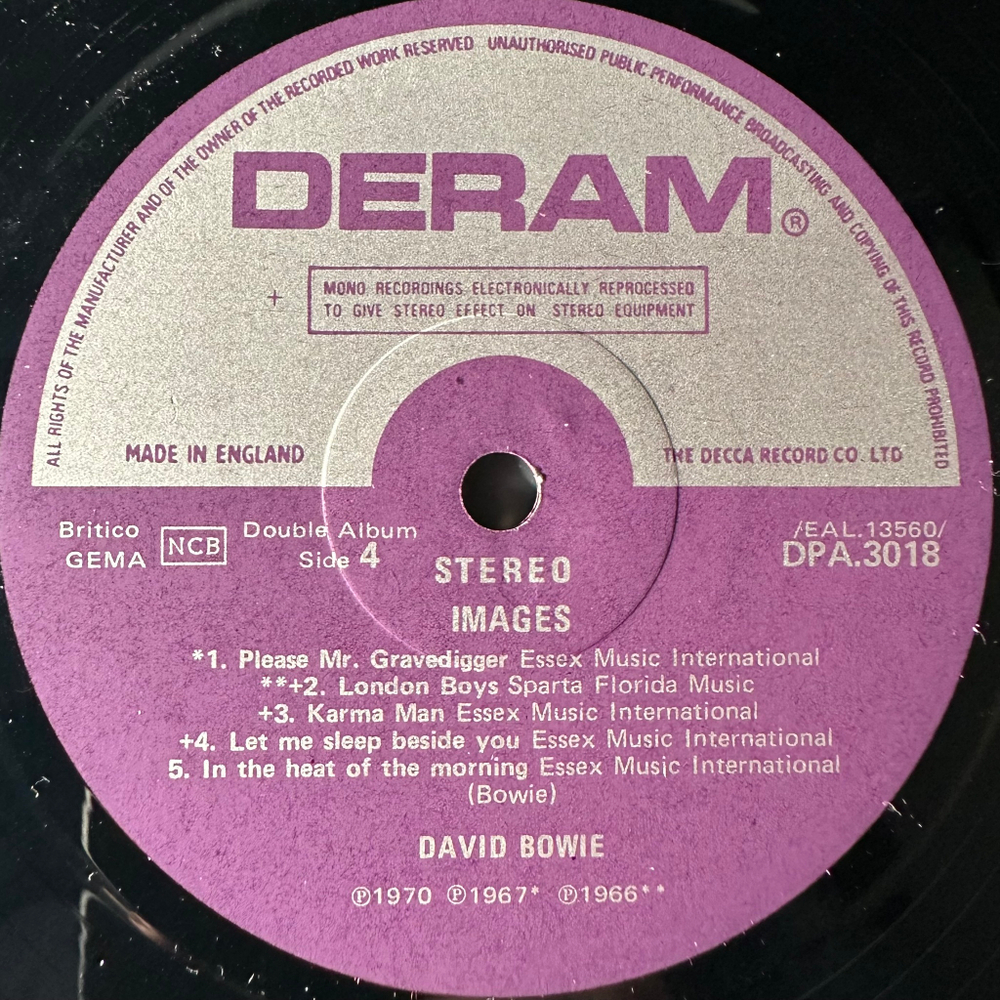 ALL RIGHTS OF THE MANUFACTURER AND OF THE OWNER OF THE RECORDED WORK RESERVED UNAUTHORISED PUBLIC PERFORMANCE BROADCASTING AND COPYING OF THIS RECORD PROHIBITED
DERAM®
+ MONO RECORDINGS ELECTRONICALLY REPROCESSED
TO GIVE STEREO EFFECT ON STEREO EQUIPMENT
MADE IN ENGLAND THE DECCA RECORD CO. LTD
Britico Double Album /EAL.13560/
GEMA NCB Side 4 DPA.3018
STEREO
IMAGES
*1. Please Mr. Gravedigger Essex Music International
**+2. London Boys Sparta Florida Music
+3. Karma Man Essex Music International
+4. Let me sleep beside you Essex Music International
5. In the heat of the morning Essex Music International
(Bowie)
DAVID BOWIE
℗1970 ℗1967* ℗1966**